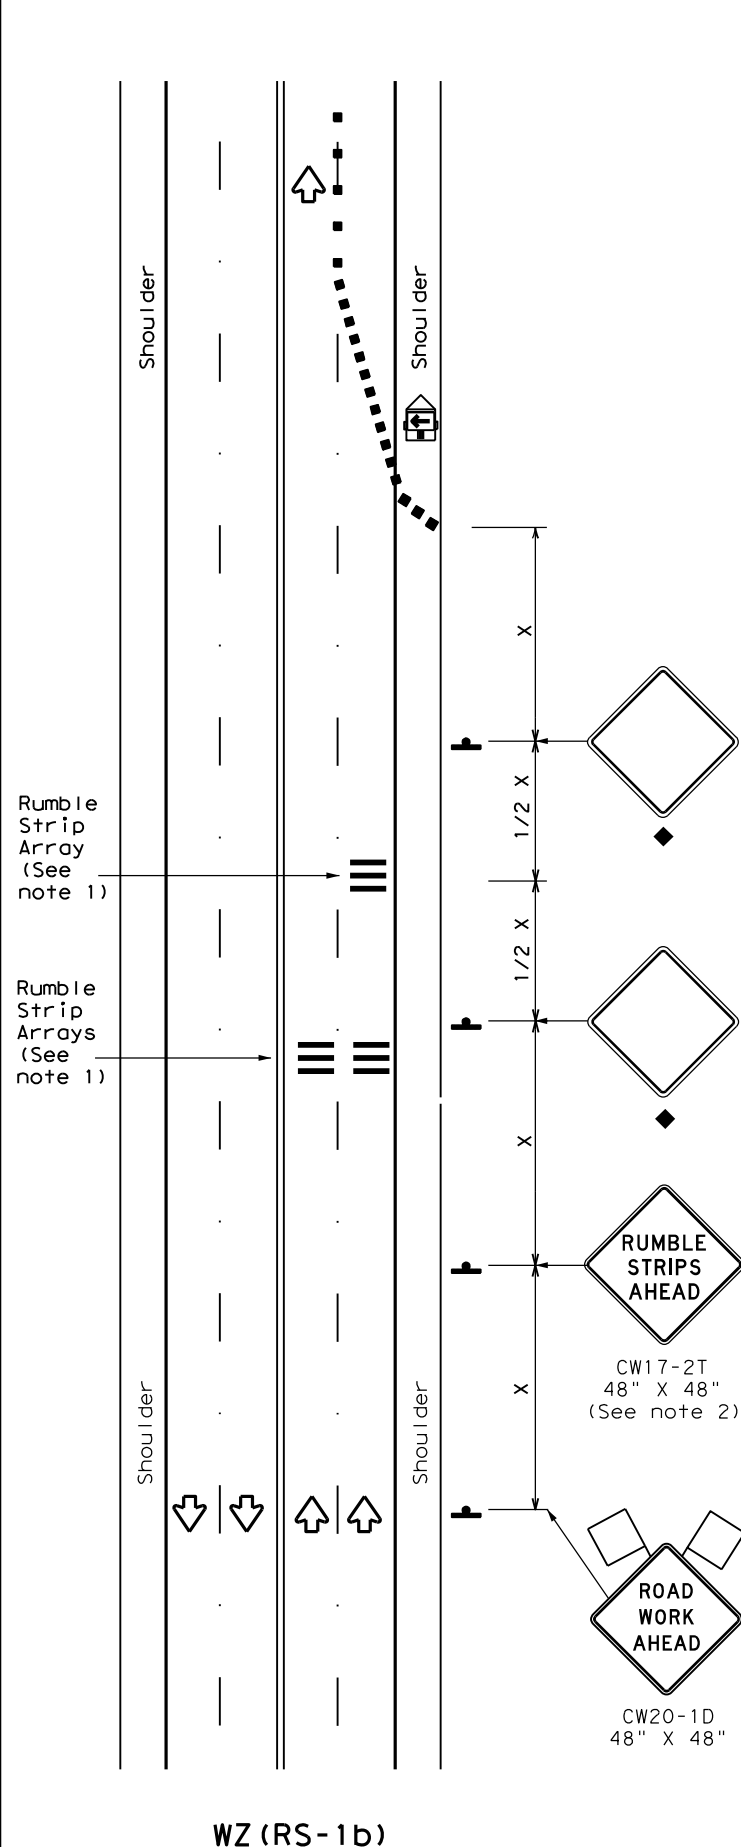 Shoulder
Shoulder
X
1/2 X
Rumble
Strip
Array
(See
note 1)
1/2 X
Rumble
Strip
Arrays
(See
note 1)
X
RUMBLE
STRIPS
AHEAD
CW17-2T
48" X 48"
(See note 2)
X
Shoulder
Shoulder
ROAD
WORK
AHEAD
CW20-1D
48" X 48"
WZ(RS-1b)